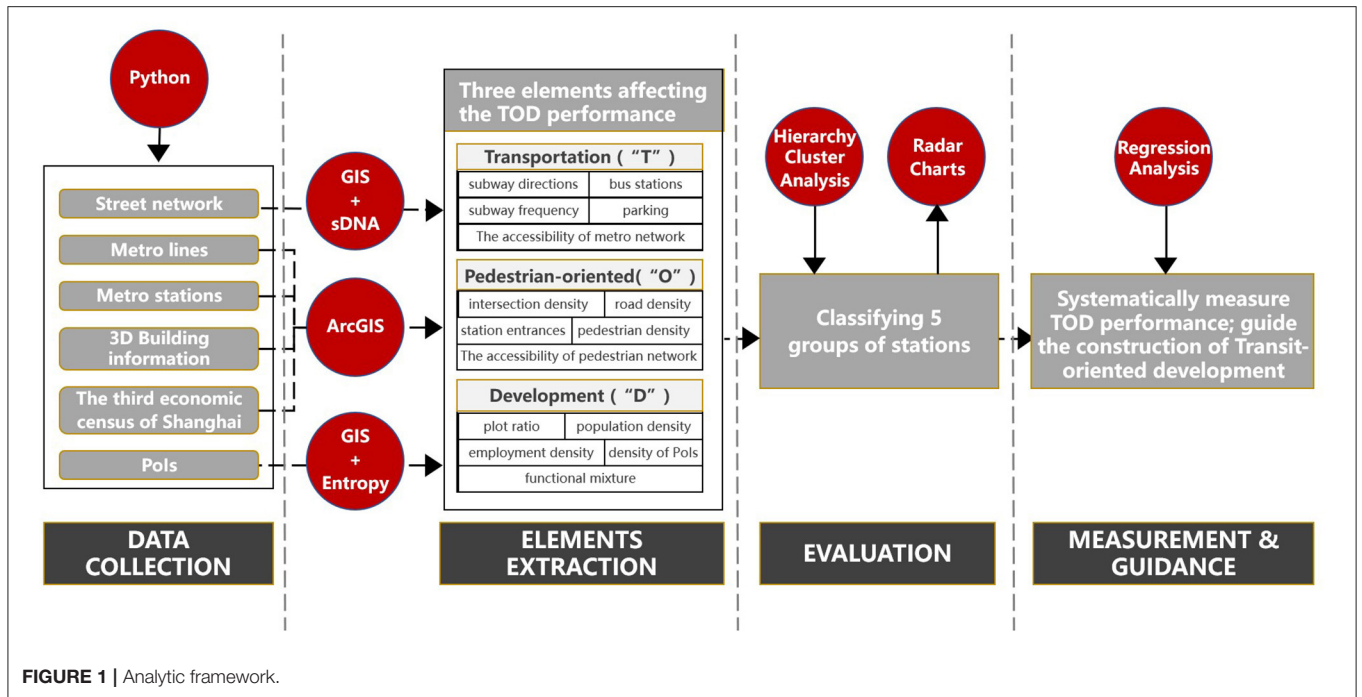 Python
Street network
Metro lines
Metro stations
3D Building
information
The third economic
census of Shanghai
PoIs
DATA
COLLECTION
GIS
+
sDNA
ArcGIS
GIS
+
Entropy
Three elements affecting
the TOD performance
Transportation (“T”)
subway directions
bus stations
subway frequency
parking
The accessibility of metro network
Pedestrian-oriented(“O”)
intersection density
road density
station entrances
pedestrian density
The accessibility of pedestrian network
Development (“D”)
plot ratio
population density
employment density
density of PoIs
functional mixture
ELEMENTS
EXTRACTION
Hierarchy
Cluster
Analysis
Radar
Charts
Classifying 5
groups of stations
EVALUATION
Regression
Analysis
Systematically measure
TOD performance; guide
the construction of Transit-
oriented development
MEASUREMENT &
GUIDANCE
FIGURE 1 | Analytic framework.